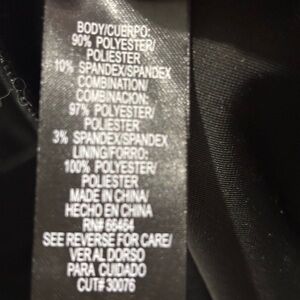 BODY/CUERPO:
90% POLYESTER/
POLIESTER
10% SPANDEX/SPANDEX
COMBINATION/
COMBINACION:
97% POLYESTER/
POLIESTER
3% SPANDEX/SPANDEX
LINING/FORRO:
100% POLYESTER/
POLIESTER
MADE IN CHINA/
HECHO EN CHINA
RN# 66464
SEE REVERSE FOR CARE/
VER AL DORSO
PARA CUIDADO
CUT# 30076